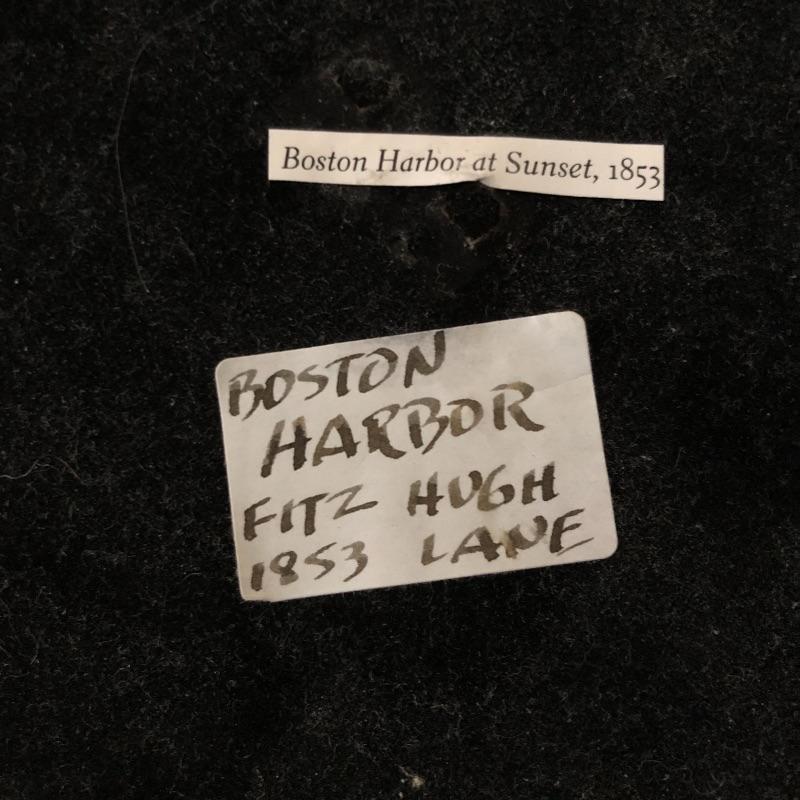 Boston Harbor at Sunset, 1853
BOSTON
HARBOR
FITZ HUGH
1853 LANE